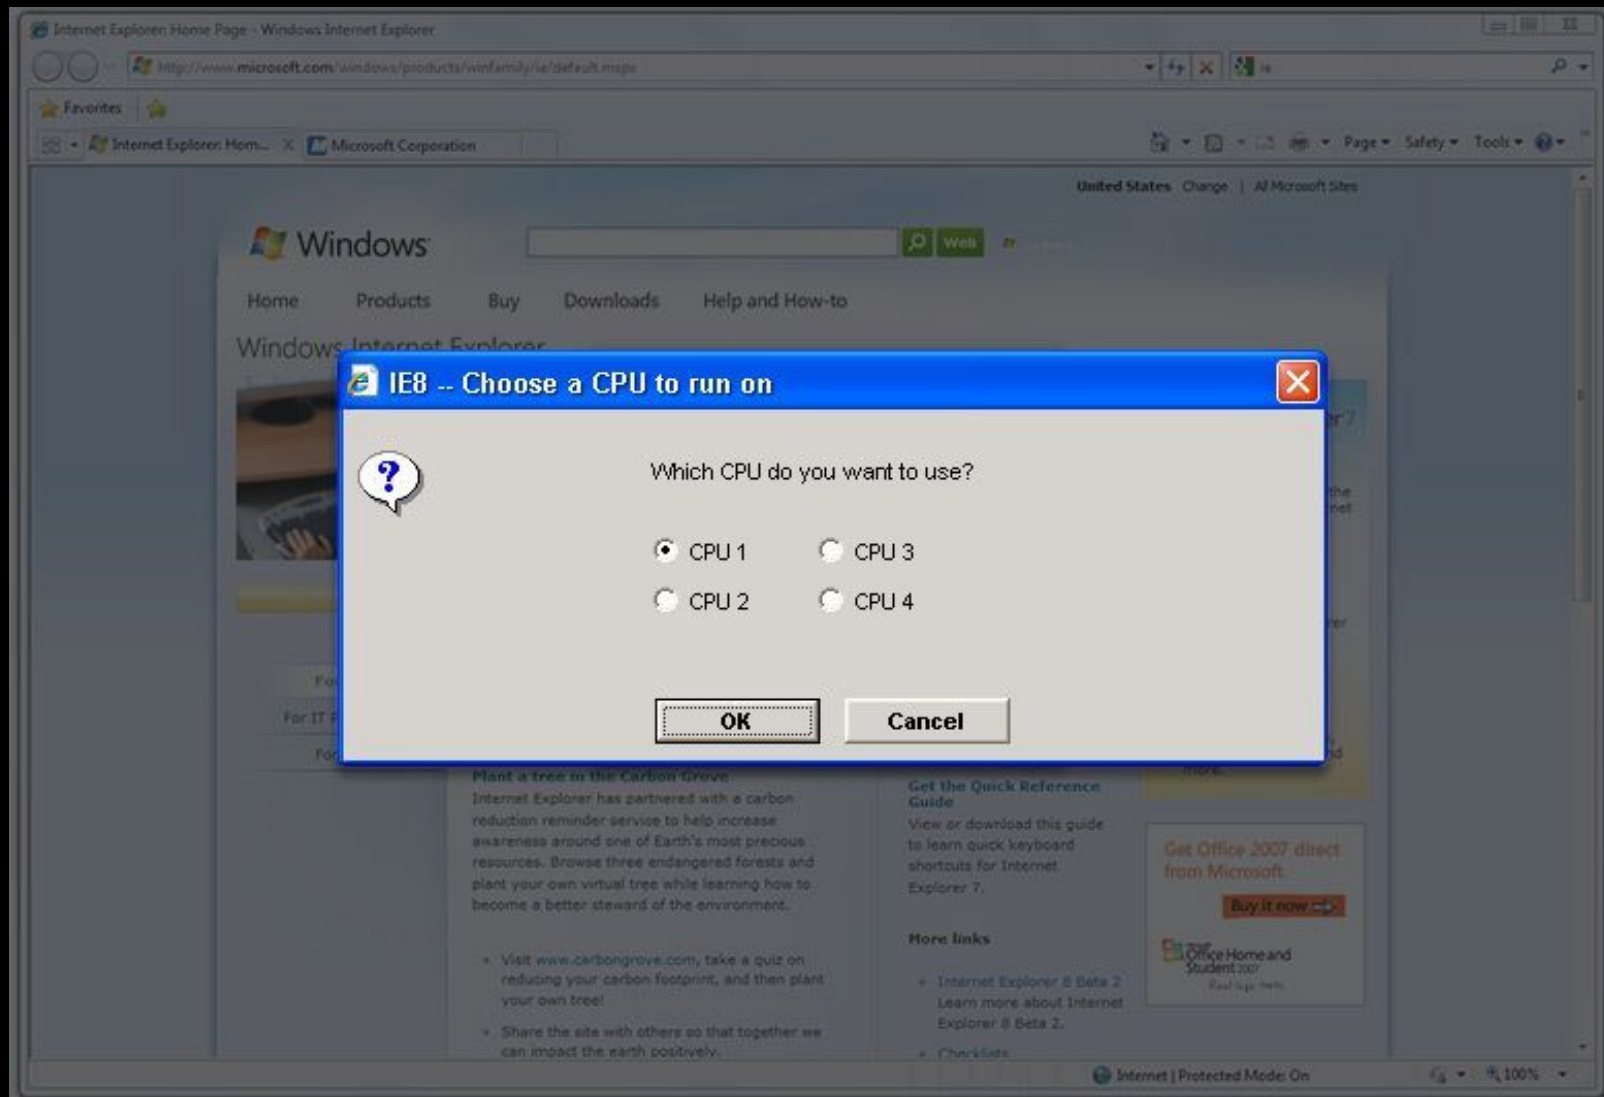 Internet Explorer: Home Page - Windows Internet Explorer
http://www.microsoft.com/windows/products/winfamily/ie/default.mspx
ie
Favorites
Internet Explorer: Hom...
Microsoft Corporation
Page
Safety
Tools
United States Change | All Microsoft Sites
Windows
Web
Home Products Buy Downloads Help and How-to
Windows Internet Explorer
IE8 -- Choose a CPU to run on
Which CPU do you want to use?
CPU 1
CPU 3
CPU 2
CPU 4
OK
Cancel
For IT
Plant a tree in the Carbon Grove
Internet Explorer has partnered with a carbon
reduction reminder service to help increase
awareness around one of Earth's most precious
resources. Browse three endangered forests and
plant your own virtual tree while learning how to
become a better steward of the environment.
Visit www.carbongrove.com, take a quiz on
reducing your carbon footprint, and then plant
your own tree!
Share the site with others so that together we
can impact the earth positively.
Get the Quick Reference
Guide
View or download this guide
to learn quick keyboard
shortcuts for Internet
Explorer 7.
More links
Internet Explorer 8 Beta 2
Learn more about Internet
Explorer 8 Beta 2.
Checklists
more.
Get Office 2007 direct
from Microsoft
Buy it now
Office Home and
Student 2007
Internet | Protected Mode: On
100%